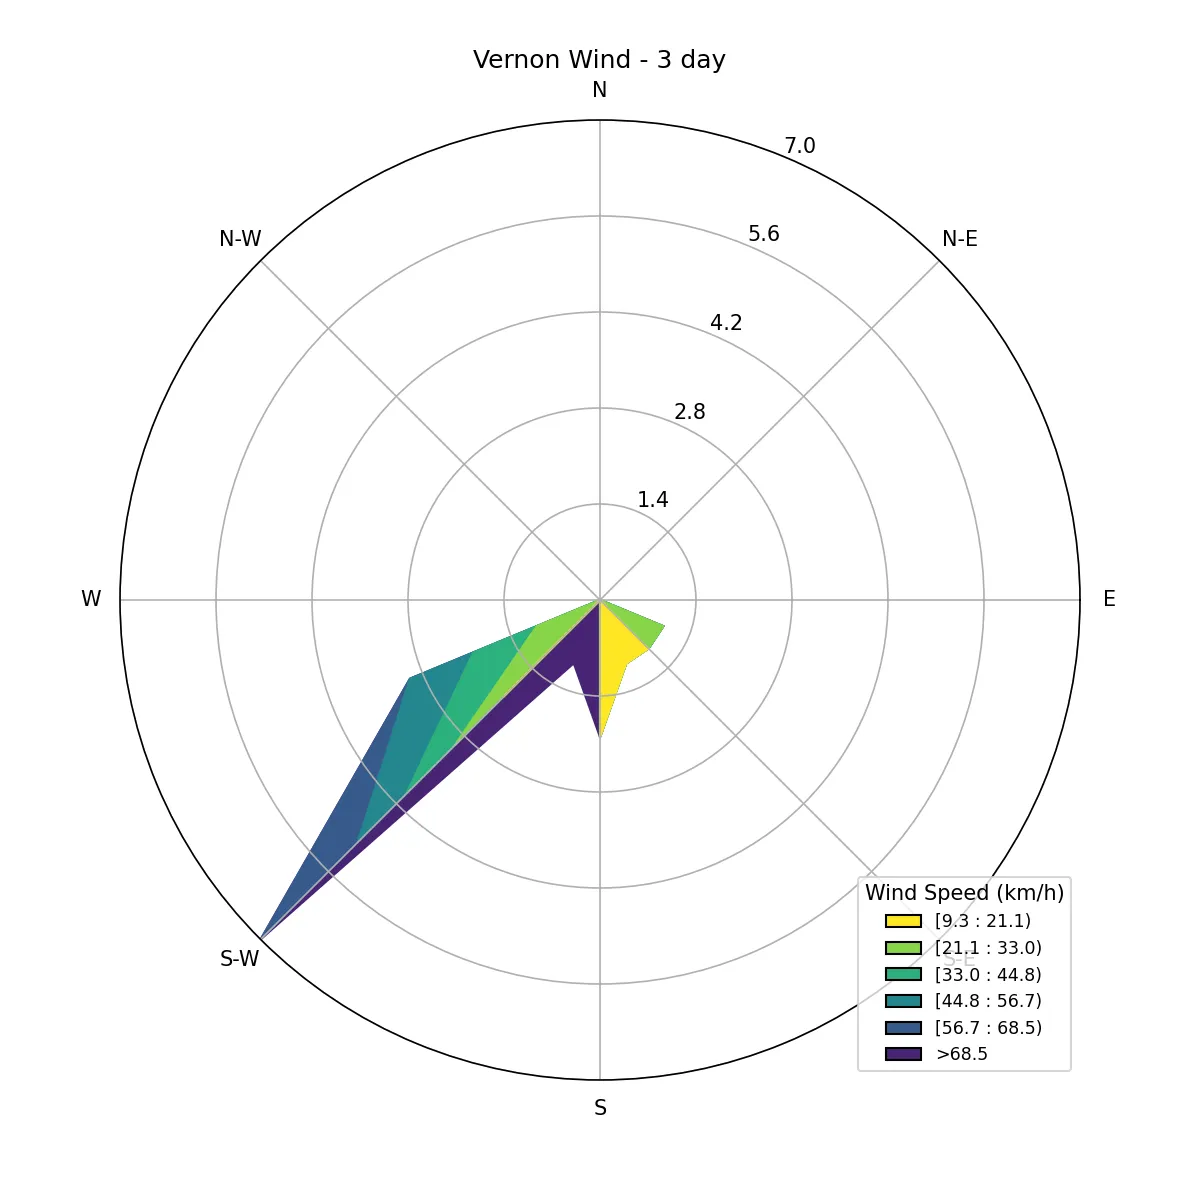 Vernon Wind - 3 day
N
7.0
N-W
5.6
N-E
4.2
2.8
1.4
W
E
S-W
S-E
S
Wind Speed (km/h)
[9.3 : 21.1)
[21.1 : 33.0)
[33.0 : 44.8)
[44.8 : 56.7)
[56.7 : 68.5)
>68.5